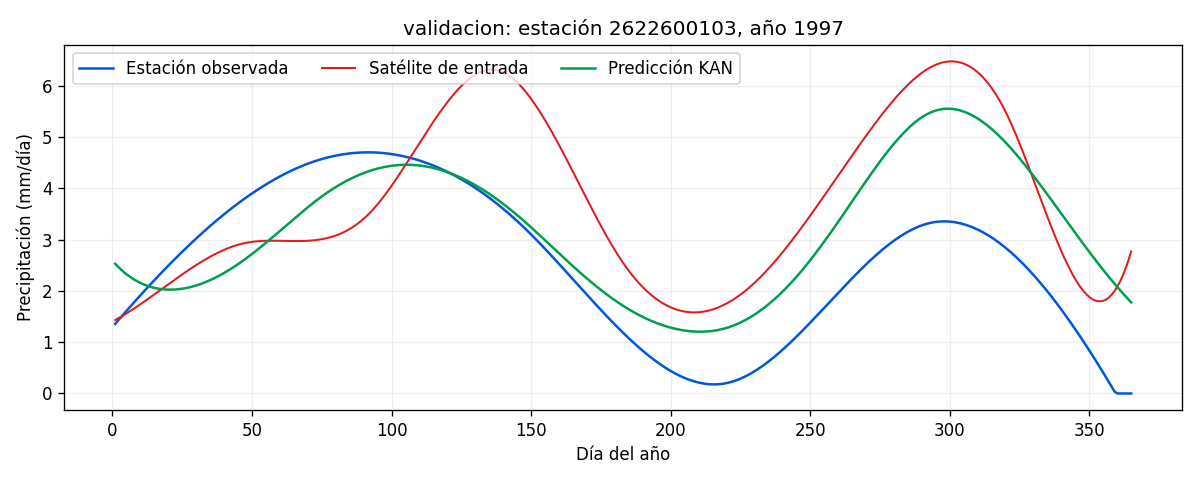 validacion: estación 2622600103, año 1997
Estación observada Satélite de entrada Predicción KAN
Precipitación (mm/día)
6
5
4
3
2
1
0
0 50 100 150 200 250 300 350
Día del año